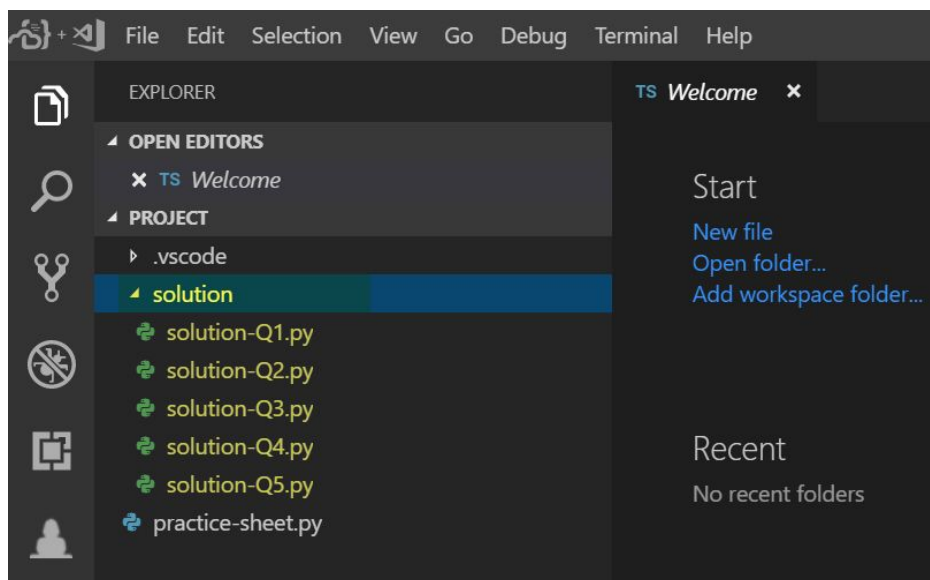 File Edit Selection View Go Debug Terminal Help
EXPLORER
OPEN EDITORS
TS Welcome
PROJECT
.vscode
solution
solution-Q1.py
solution-Q2.py
solution-Q3.py
solution-Q4.py
solution-Q5.py
practice-sheet.py
TS Welcome
Start
New file
Open folder...
Add workspace folder...
Recent
No recent folders